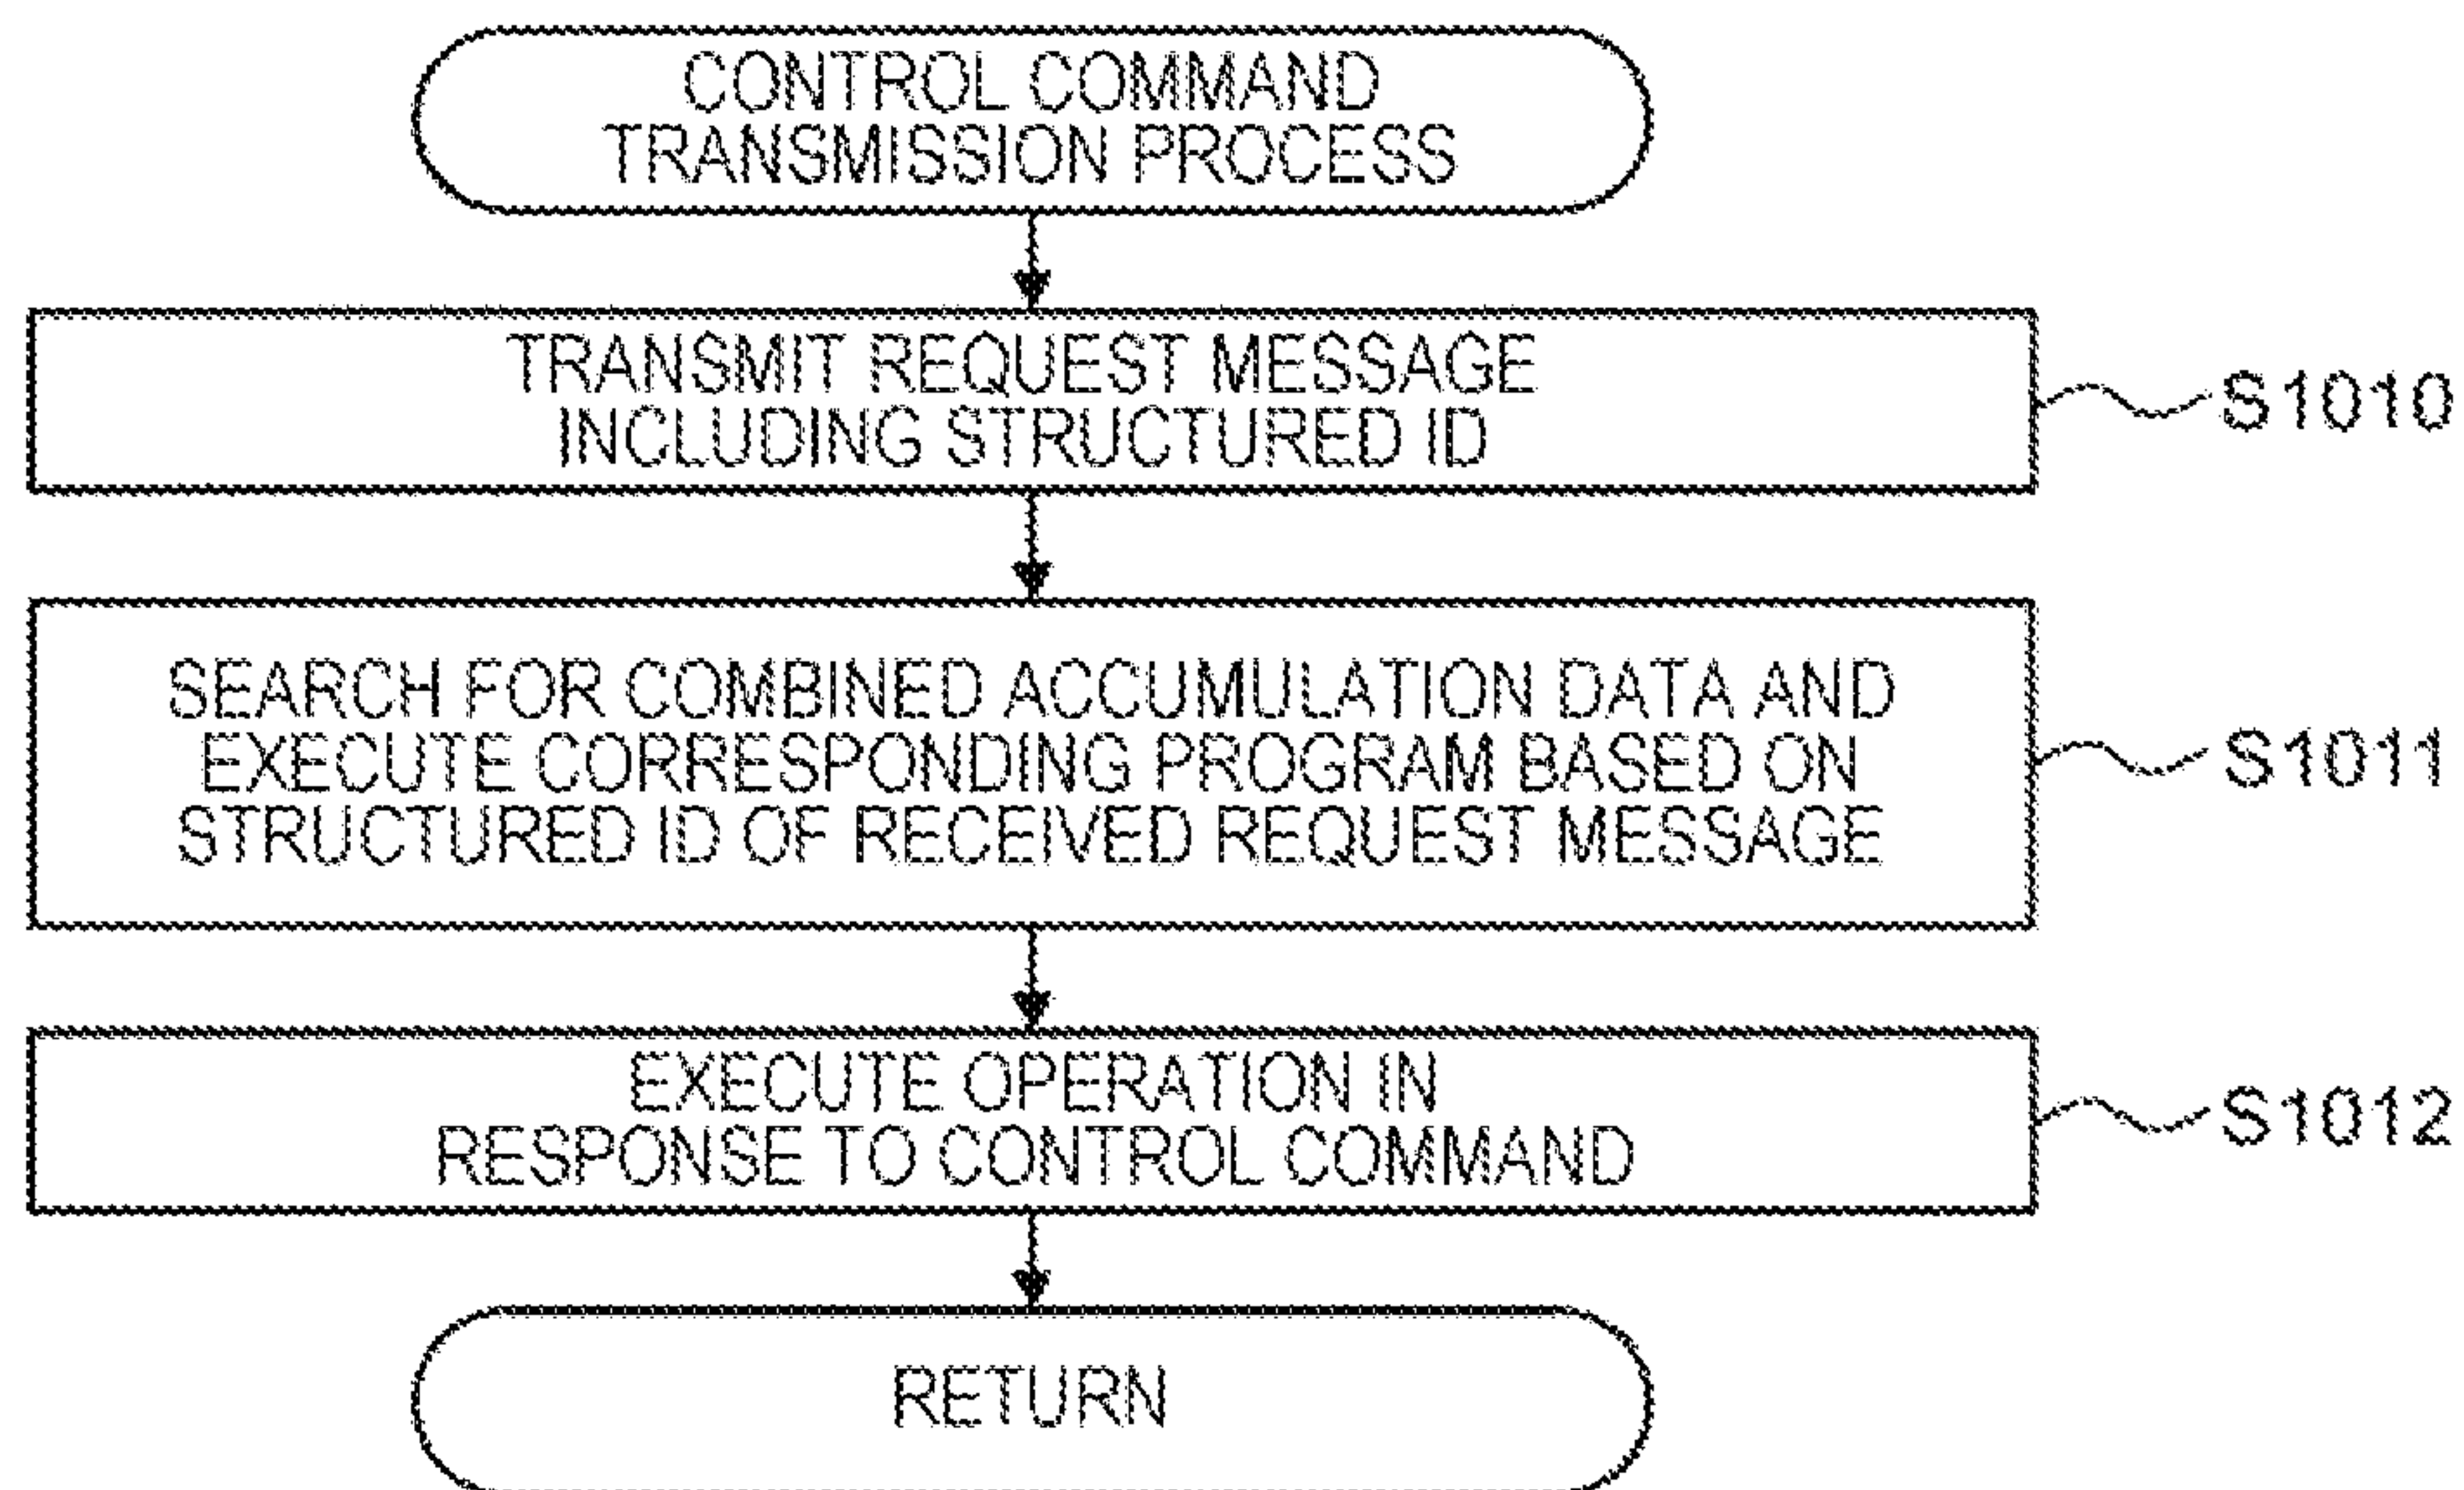 CONTROL COMMAND
TRANSMISSION PROCESS
TRANSMIT REQUEST MESSAGE
INCLUDING STRUCTURED ID
S1010
SEARCH FOR COMBINED ACCUMULATION DATA AND
EXECUTE CORRESPONDING PROGRAM BASED ON
STRUCTURED ID OF RECEIVED REQUEST MESSAGE
S1011
EXECUTE OPERATION IN
RESPONSE TO CONTROL COMMAND
S1012
RETURN